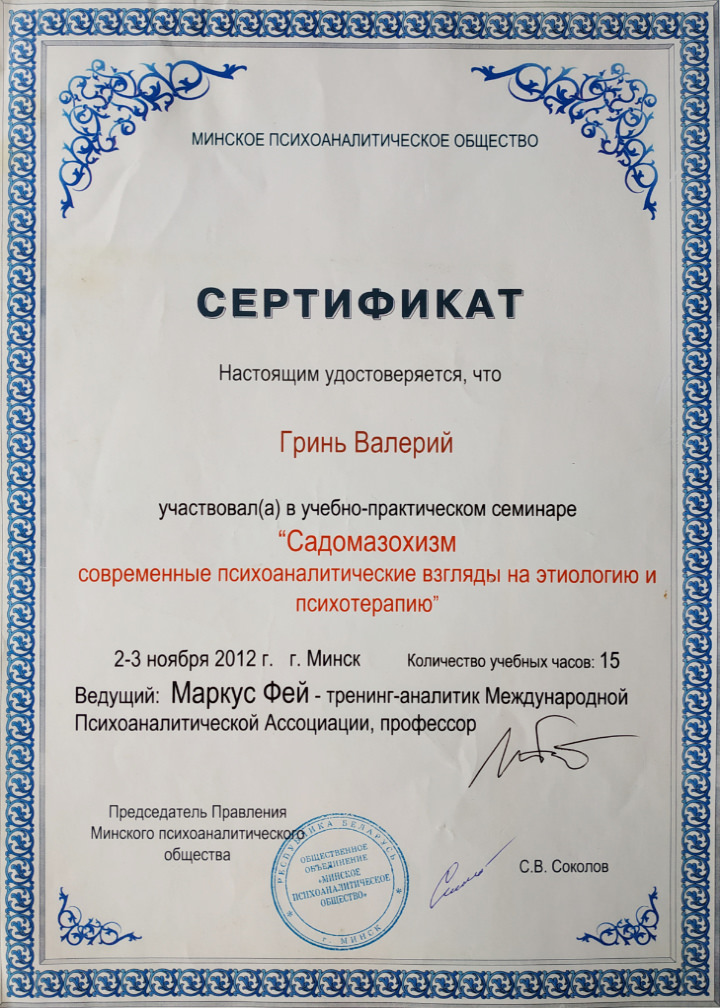 МИНСКОЕ ПСИХОАНАЛИТИЧЕСКОЕ ОБЩЕСТВО
СЕРТИФИКАТ
Настоящим удостоверяется, что
Гринь Валерий
участвовал(а) в учебно-практическом семинаре
“Садомазохизм
современные психоаналитические взгляды на этиологию и
психотерапию”
2-3 ноября 2012 г. г. Минск Количество учебных часов: 15
Ведущий: Маркус Фей - тренинг-аналитик Международной
Психоаналитической Ассоциации, профессор
Председатель Правления
Минского психоаналитического
общества
РЕСПУБЛИКА БЕЛАРУСЬ
ОБЩЕСТВЕННОЕ
ОБЪЕДИНЕНИЕ
«МИНСКОЕ
ПСИХОАНАЛИТИЧЕСКОЕ
ОБЩЕСТВО»
г. МИНСК
С.В. Соколов